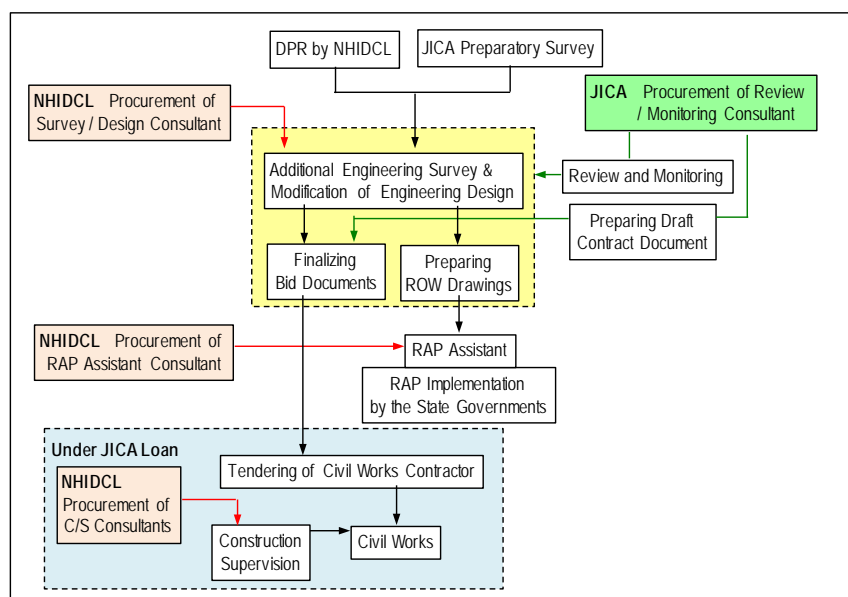 DPR by NHIDCL
JICA Preparatory Survey
NHIDCL Procurement of
Survey / Design Consultant
JICA Procurement of Review
/ Monitoring Consultant
Additional Engineering Survey &
Modification of Engineering Design
Review and Monitoring
Preparing Draft
Contract Document
Finalizing
Bid Documents
Preparing
ROW Drawings
NHIDCL Procurement of
RAP Assistant Consultant
RAP Assistant
RAP Implementation
by the State Governments
Under JICA Loan
Tendering of Civil Works Contractor
NHIDCL
Procurement of
C/S Consultants
Construction
Supervision
Civil Works